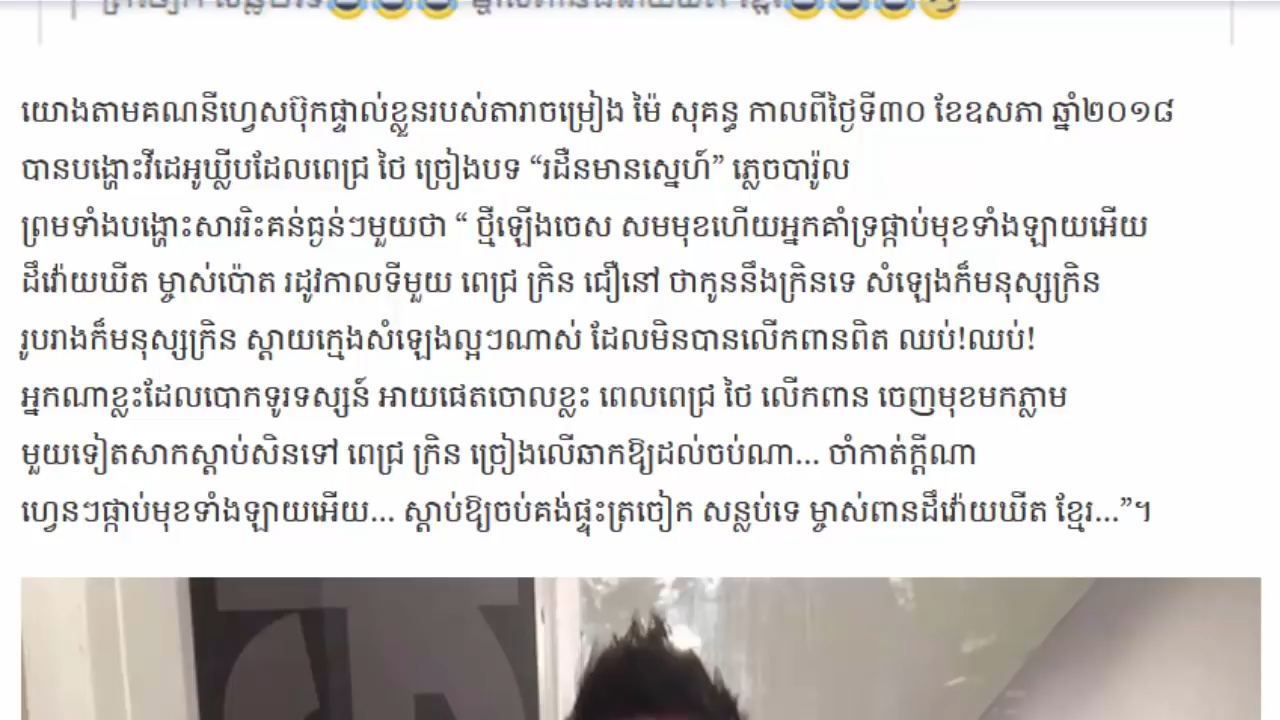 យោងតាមគណនីហ្វេសប៊ុកផ្ទាល់ខ្លួនរបស់តារាចម្រៀង ម៉ៃ សុគន្ធ កាលពីថ្ងៃទី៣០ ខែឧសភា ឆ្នាំ២០១៨
បានបង្ហោះវីដេអូឃ្លីបដែលពេជ្រ ថៃ ច្រៀងបទ “រដឺនមានស្នេហ៍” ភ្លេចបារ៉ូល
ព្រមទាំងបង្ហោះសាររិះគន់ធ្ងន់ៗមួយថា “ ថ្មីឡើងចេស សមមុខហើយអ្នកគាំទ្រផ្កាប់មុខទាំងឡាយអើយ
ដឹវ៉ោយឃីត ម្ចាស់ប៉ោត រដូវកាលទីមួយ ពេជ្រ ក្រិន ជឿនៅ ថាកូននឹងក្រិនទេ សំឡេងក៏មនុស្សក្រិន
រូបរាងក៏មនុស្សក្រិន ស្ដាយក្មេងសំឡេងល្អៗណាស់ ដែលមិនបានលើកពានពិត ឈប់!ឈប់!
អ្នកណាខ្លះដែលបោកទូរទស្សន៍ អាយផេតចោលខ្លះ ពេលពេជ្រ ថៃ លើកពាន ចេញមុខមកភ្លាម
មួយទៀតសាកស្ដាប់សិនទៅ ពេជ្រ ក្រិន ច្រៀងលើឆាកឱ្យដល់ចប់ណា... ចាំកាត់ក្ដីណា
ហ្វេនៗផ្កាប់មុខទាំងឡាយអើយ... ស្ដាប់ឱ្យចប់គង់ផ្ទុះត្រចៀក សន្លប់ទេ ម្ចាស់ពានដឹវ៉ោយឃីត ខ្មែរ...”។